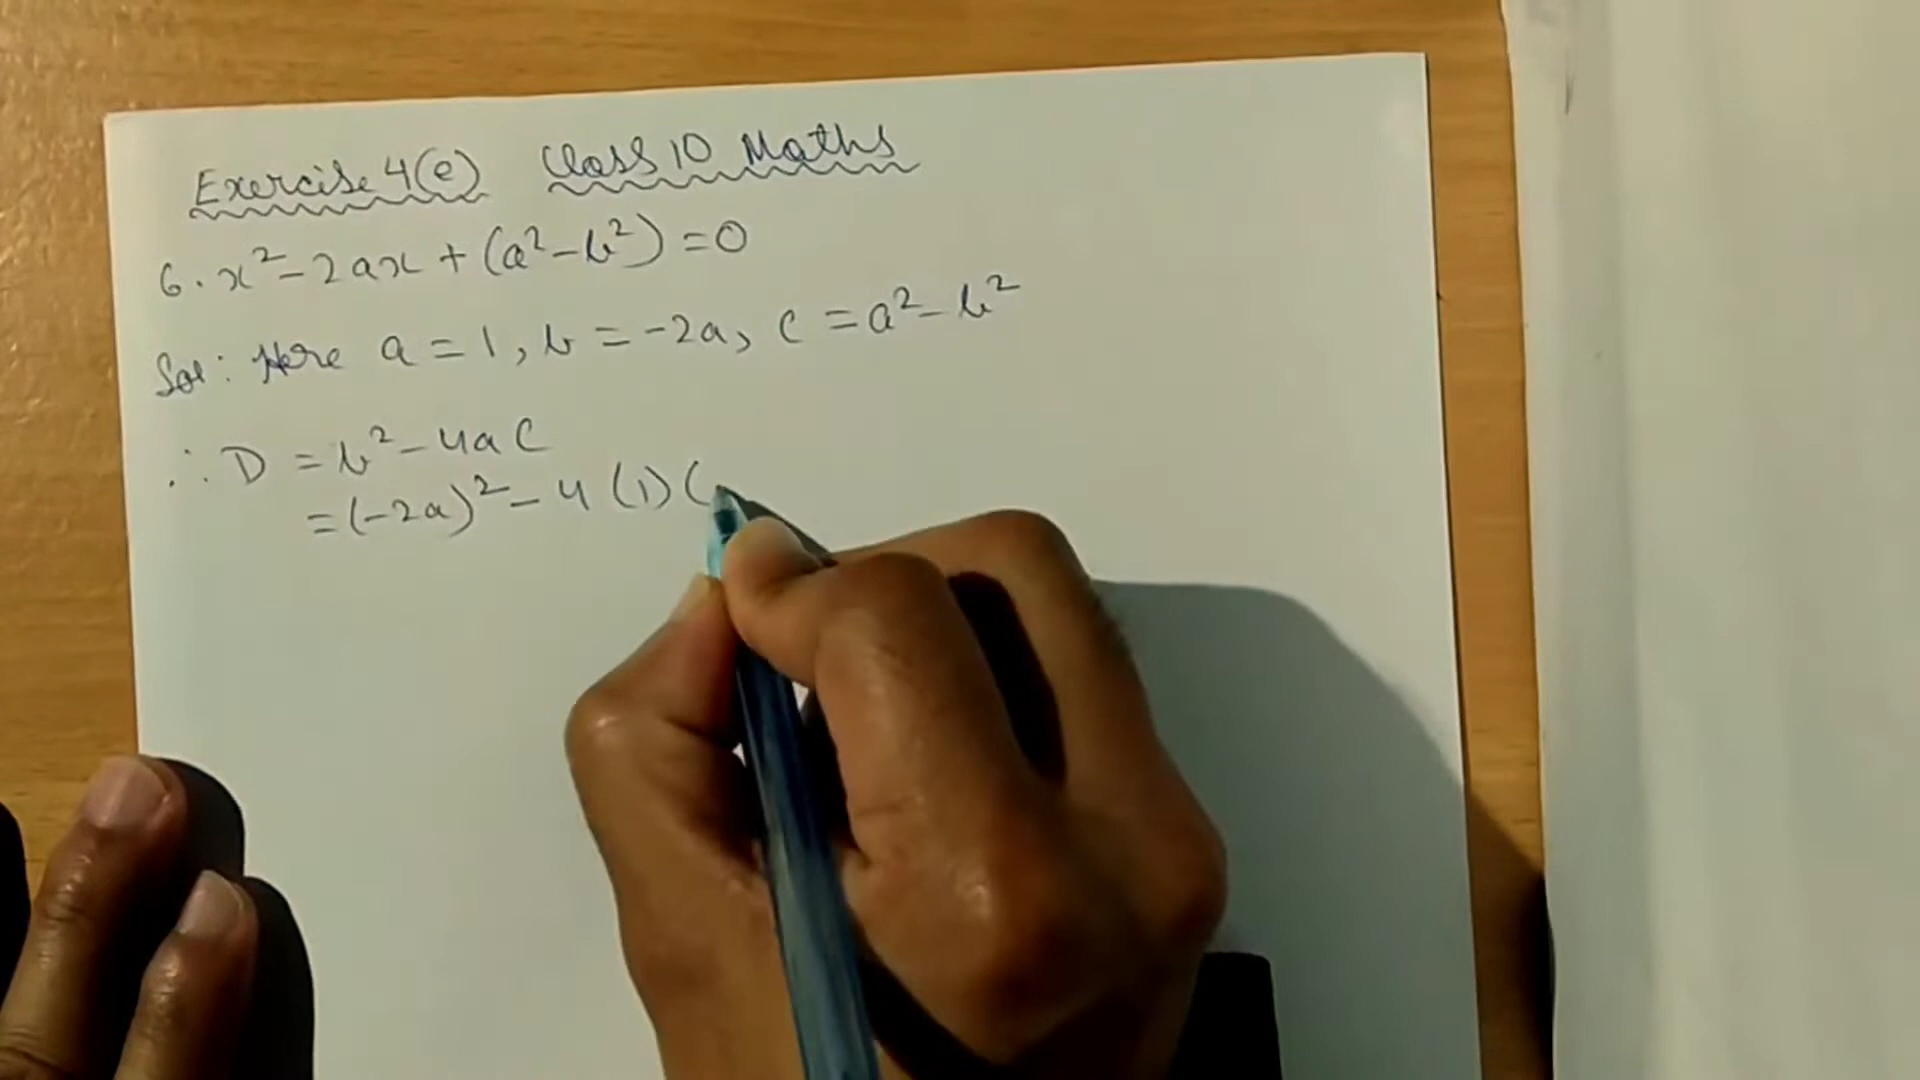 Exercise 4(e) Class 10 Maths
6. x² - 2ax + (a² - b²) = 0
Sol: Here a = 1, b = -2a, c = a² - b²
∴ D = b² - 4ac
= (-2a)² - 4 (1) (